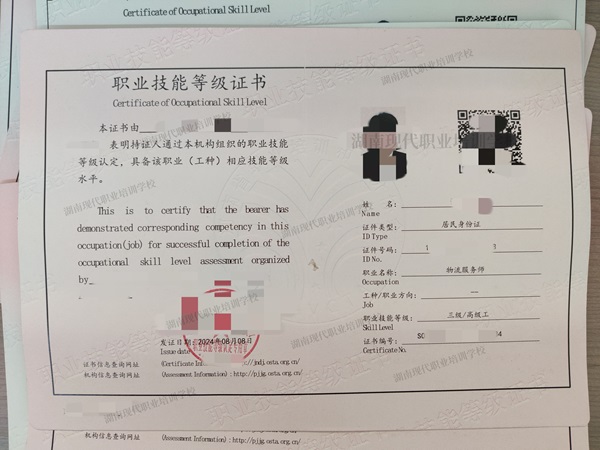 Certificate of Occupational Skill Level
职业技能等级证书
Certificate of Occupational Skill Level
本证书由
表明持证人通过本机构组织的职业技能
等级认定，具备该职业（工种）相应技能等级
水平。
This is to certify that the bearer has
demonstrated corresponding competency in this
occupation(job) for successful completion of the
occupational skill level assessment organized
by
发证日期：2024年08月08日
Issue date
证书信息查询网址
(Certificate In
jndj.osta.org.cn/
机构信息查询网址
(Assessment Information)：http://pjjg.osta.org.cn/
湖南现代职业培训学校
姓 名：
Name
证件类型：居民身份证
ID Type
证件号码：1 3
ID No.
职业名称：物流服务师
Occupation
工种/职业方向：—
Job
职业技能等级：三级/高级工
Skill Level
证书编号：S0 4
Certificate No.
机构信息查询网址
(Assessment Information)：http://pjjg.osta.org.cn/